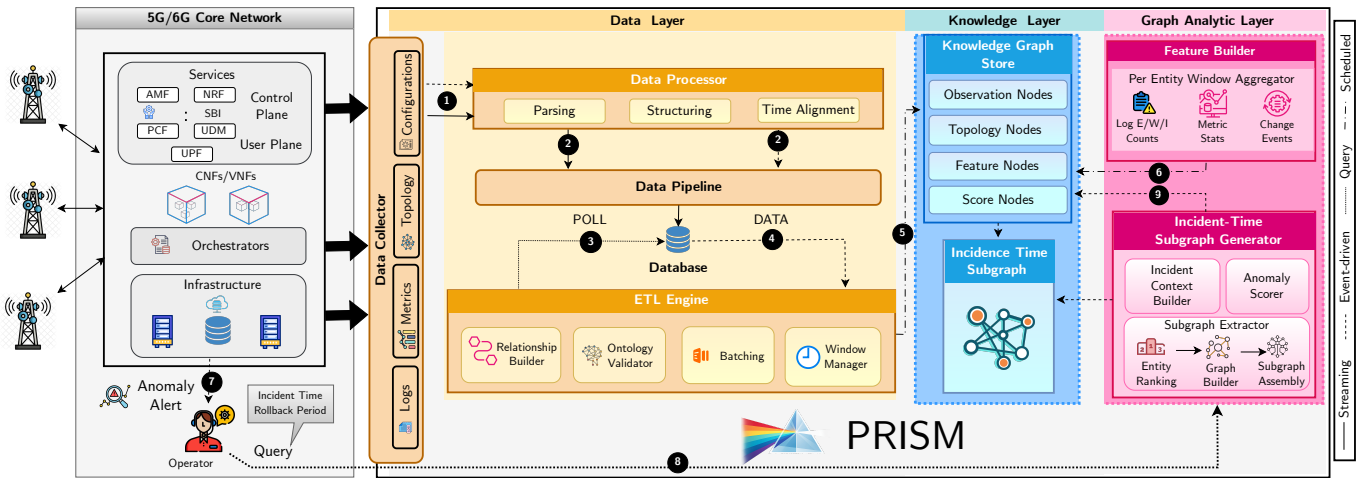 5G/6G Core Network
Services
AMF
NRF
Control
Plane
:
SBI
PCF
UDM
User Plane
UPF
CNFs/VNFs
Orchestrators
Infrastructure
7
Anomaly
Alert
Incident Time
Rollback Period
Query
Operator
Data Collector
Configurations
Topology
Metrics
Logs
Data Layer
1
Data Processor
Parsing
Structuring
Time Alignment
2
2
Data Pipeline
POLL
DATA
3
4
Database
ETL Engine
Relationship
Builder
Ontology
Validator
Batching
Window
Manager
5
PRISM
8
Knowledge Layer
Knowledge Graph
Store
Observation Nodes
Topology Nodes
Feature Nodes
Score Nodes
Incidence Time
Subgraph
Graph Analytic Layer
Feature Builder
Per Entity Window Aggregator
Log E/W/I
Counts
Metric
Stats
Change
Events
6
9
Incident-Time
Subgraph Generator
Incident
Context
Builder
Anomaly
Scorer
Subgraph Extractor
2 1 3
Entity
Ranking
Graph
Builder
Subgraph
Assembly
Streaming
Event-driven
Query
Scheduled